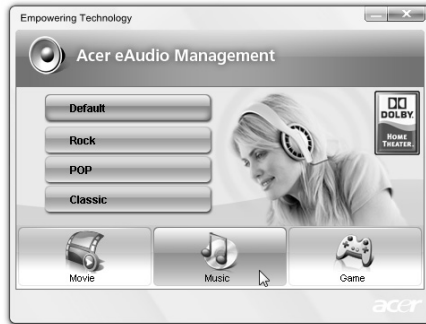 Empowering Technology
Acer eAudio Management
Default
Rock
POP
Classic
DOLBY
HOME
THEATER
Movie
Music
Game
acer